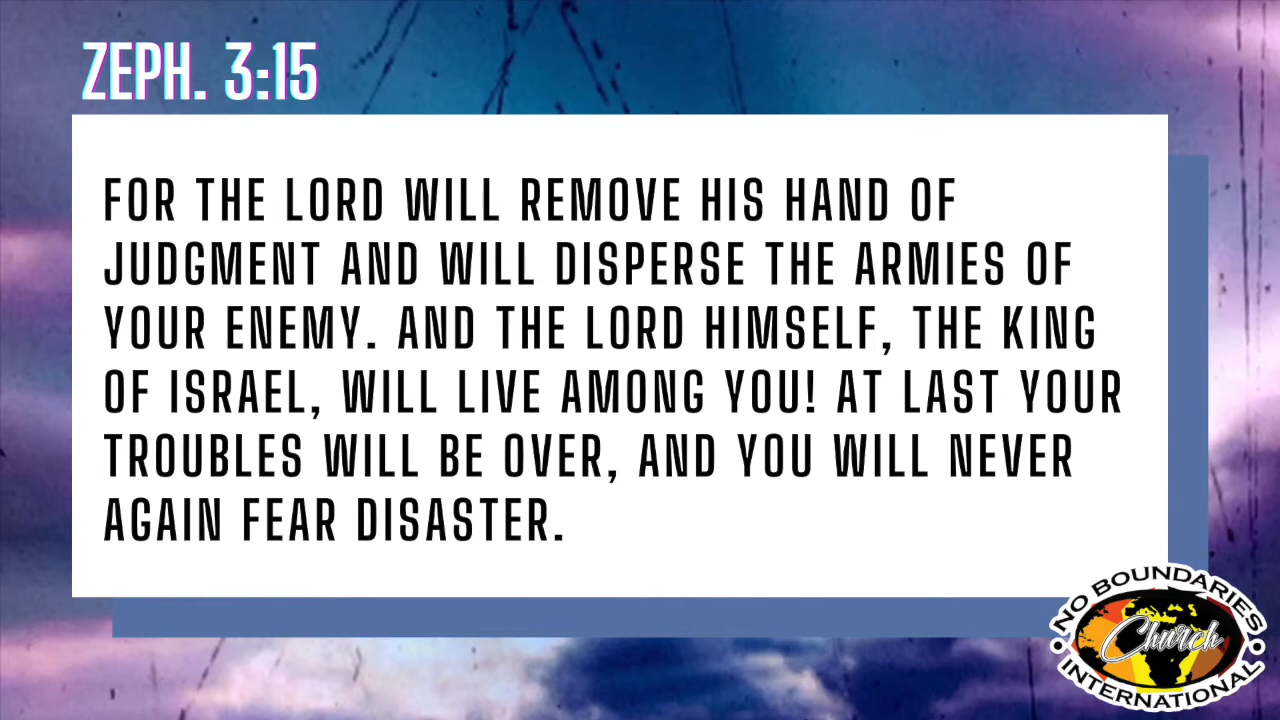 ZEPH. 3:15
FOR THE LORD WILL REMOVE HIS HAND OF
JUDGMENT AND WILL DISPERSE THE ARMIES OF
YOUR ENEMY. AND THE LORD HIMSELF, THE KING
OF ISRAEL, WILL LIVE AMONG YOU! AT LAST YOUR
TROUBLES WILL BE OVER, AND YOU WILL NEVER
AGAIN FEAR DISASTER.
NO BOUNDARIES
Church
INTERNATIONAL